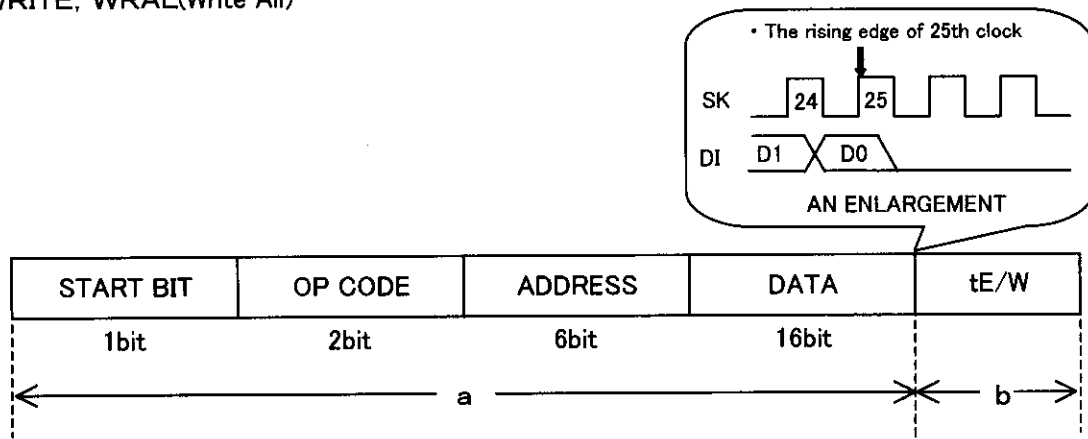 WRITE, WRAL(Write All)
• The rising edge of 25th clock
SK 24 25
DI D1 D0
AN ENLARGEMENT
START BIT OP CODE ADDRESS DATA tE/W
1bit 2bit 6bit 16bit
a b